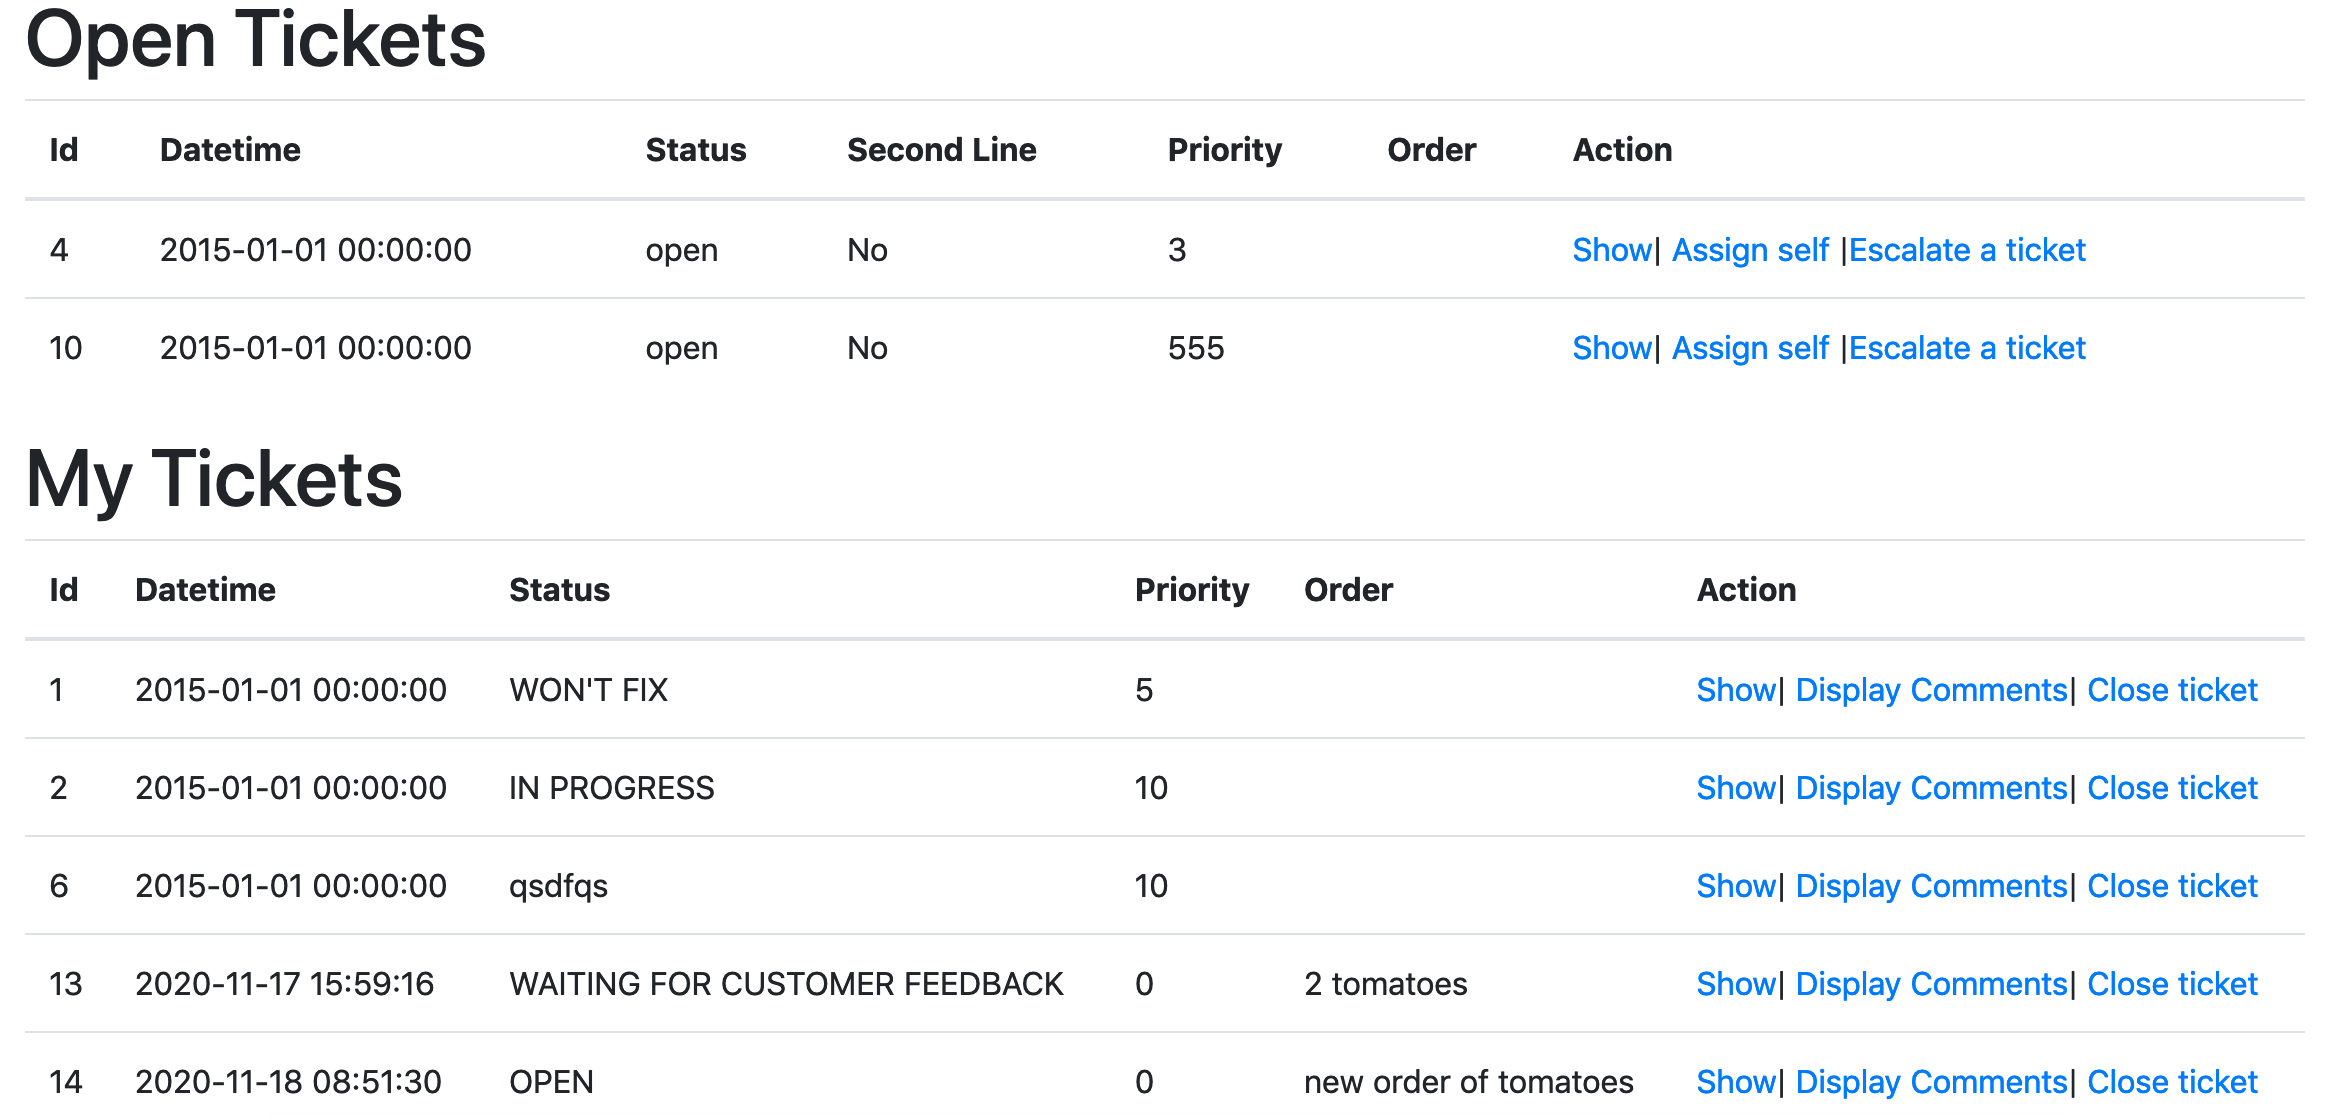 Open Tickets
Id Datetime Status Second Line Priority Order Action
4 2015-01-01 00:00:00 open No 3 Show| Assign self |Escalate a ticket
10 2015-01-01 00:00:00 open No 555 Show| Assign self |Escalate a ticket
My Tickets
Id Datetime Status Priority Order Action
1 2015-01-01 00:00:00 WON'T FIX 5 Show| Display Comments| Close ticket
2 2015-01-01 00:00:00 IN PROGRESS 10 Show| Display Comments| Close ticket
6 2015-01-01 00:00:00 qsdfqs 10 Show| Display Comments| Close ticket
13 2020-11-17 15:59:16 WAITING FOR CUSTOMER FEEDBACK 0 2 tomatoes Show| Display Comments| Close ticket
14 2020-11-18 08:51:30 OPEN 0 new order of tomatoes Show| Display Comments| Close ticket